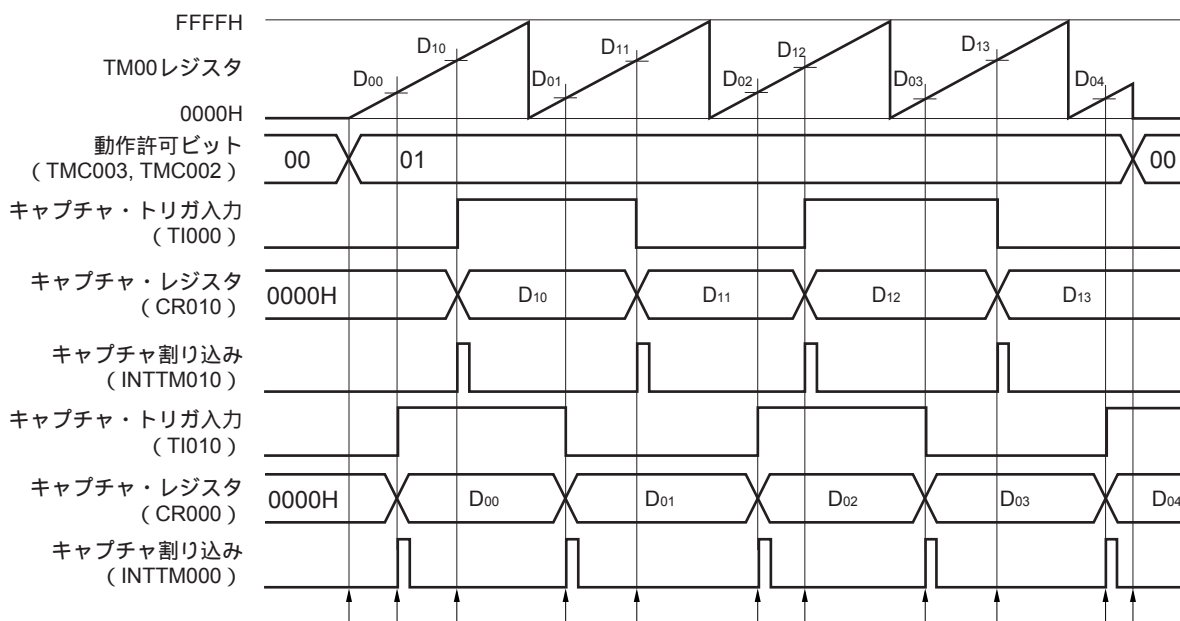 FFFFH
TM00レジスタ
0000H
D00 D10 D01 D11 D02 D12 D03 D13 D04
動作許可ビット
（TMC003, TMC002）
00 01 00
キャプチャ・トリガ入力
（TI000）
キャプチャ・レジスタ
（CR010）
0000H D10 D11 D12 D13
キャプチャ割り込み
（INTTM010）
キャプチャ・トリガ入力
（TI010）
キャプチャ・レジスタ
（CR000）
0000H D00 D01 D02 D03 D04
キャプチャ割り込み
（INTTM000）